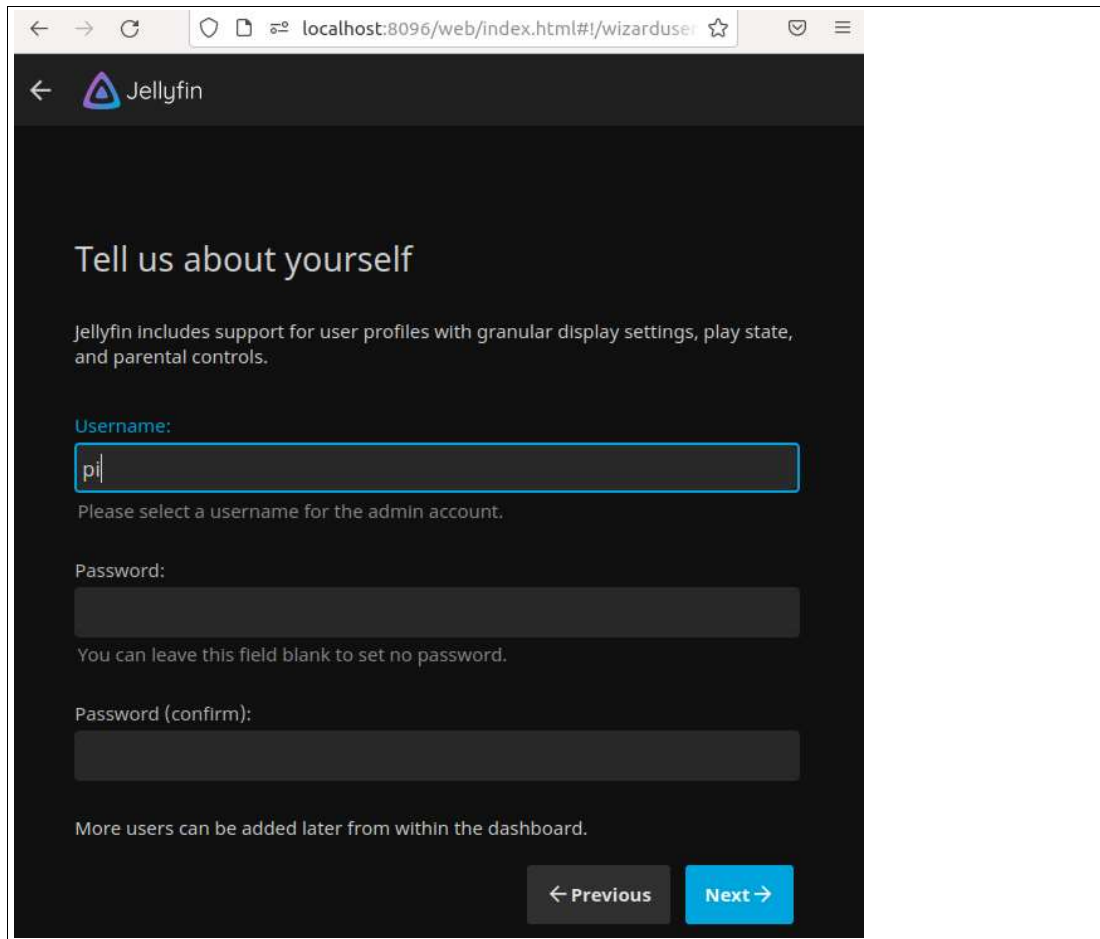 localhost:8096/web/index.html#!/wizarduser
Jellyfin
Tell us about yourself
Jellyfin includes support for user profiles with granular display settings, play state,
and parental controls.
Username:
pi
Please select a username for the admin account.
Password:
You can leave this field blank to set no password.
Password (confirm):
More users can be added later from within the dashboard.
← Previous Next →